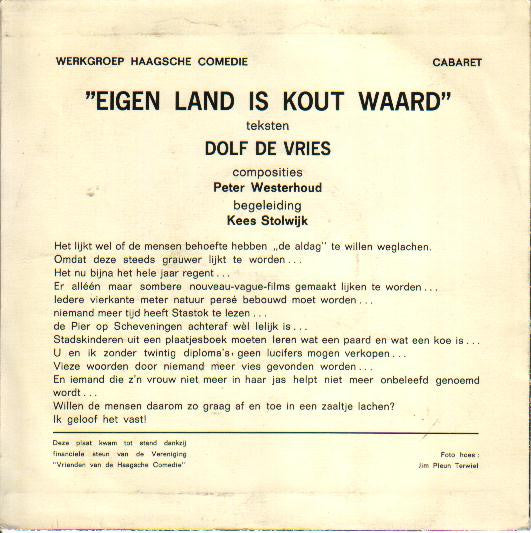 WERKGROEP HAAGSCHE COMEDIE CABARET
"EIGEN LAND IS KOUT WAARD"
teksten
DOLF DE VRIES
composities
Peter Westerhoud
begeleiding
Kees Stolwijk
Het lijkt wel of de mensen behoefte hebben „de aldag" te willen weglachen.
Omdat deze steeds grauwer lijkt te worden . . .
Het nu bijna het hele jaar regent . . .
Er alléén maar sombere nouveau-vague-films gemaakt lijken te worden . . .
Iedere vierkante meter natuur persé bebouwd moet worden . . .
niemand meer tijd heeft Stastok te lezen . . .
de Pier op Scheveningen achteraf wèl lelijk is . . .
Stadskinderen uit een plaatjesboek moeten leren wat een paard en wat een koe is . . .
U en ik zonder twintig diploma's, geen lucifers mogen verkopen . . .
Vieze woorden door niemand meer vies gevonden worden . . .
En iemand die z'n vrouw niet meer in haar jas helpt niet meer onbeleefd genoemd
wordt . . .
Willen de mensen daarom zo graag af en toe in een zaaltje lachen?
Ik geloof het vast!
Deze plaat kwam tot stand dankzij
financiele steun van de Vereniging
"Vrienden van de Haagsche Comedie"
Foto hoes :
Jim Pleun Terwiel